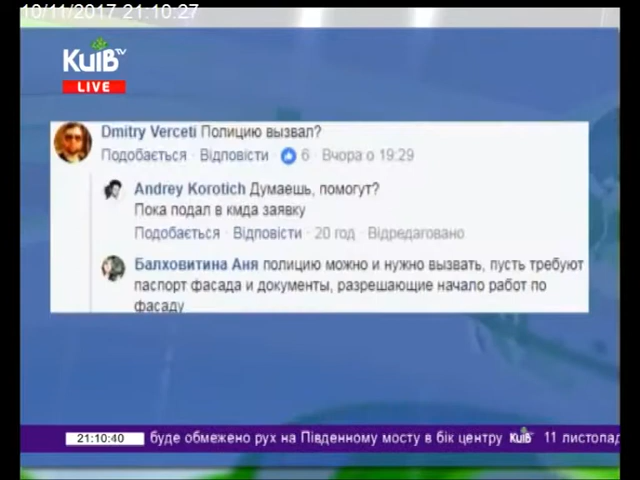 10/11/2017 21:10:27
Київ TV
LIVE
Dmitry Verceti Полицию вызвал?
Подобається · Відповісти · 6 · Вчора о 19:29
Andrey Korotich Думаешь, помогут?
Пока подал в кмда заявку
Подобається · Відповісти · 20 год · Відредаговано
Балховитина Аня полицию можно и нужно вызвать, пусть требуют
паспорт фасада и документы, разрешающие начало работ по
фасаду
21:10:40 буде обмежено рух на Південному мосту в бік центру Київ 11 листопад